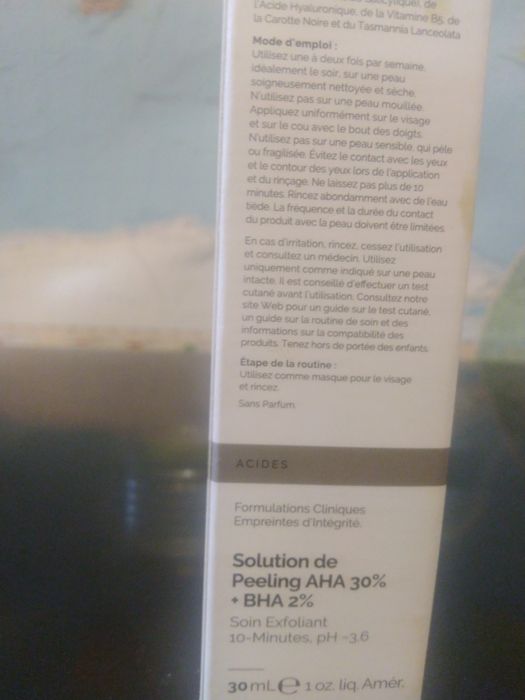 de
l'Acide Hyaluronique, de la Vitamine B5, de
la Carotte Noire et du Tasmannia Lanceolata
Mode d'emploi :
Utilisez une à deux fois par semaine,
idéalement le soir, sur une peau
soigneusement nettoyée et sèche.
N'utilisez pas sur une peau mouillée.
Appliquez uniformément sur le visage
et sur le cou avec le bout des doigts.
N'utilisez pas sur une peau sensible, qui pèle
ou fragilisée. Évitez le contact avec les yeux
et le contour des yeux lors de l'application
et du rinçage. Ne laissez pas plus de 10
minutes. Rincez abondamment avec de l'eau
tiède. La fréquence et la durée du contact
du produit avec la peau doivent être limitées.
En cas d'irritation, rincez, cessez l'utilisation
et consultez un médecin. Utilisez
uniquement comme indiqué sur une peau
intacte. Il est conseillé d'effectuer un test
cutané avant l'utilisation. Consultez notre
site Web pour un guide sur le test cutané,
un guide sur la routine de soin et des
informations sur la compatibilité des
produits. Tenez hors de portée des enfants.
Étape de la routine :
Utilisez comme masque pour le visage
et rincez.
Sans Parfum.
ACIDES
Formulations Cliniques
Empreintes d'Intégrité.
Solution de
Peeling AHA 30%
+ BHA 2%
Soin Exfoliant
10-Minutes, pH ~3.6
30 mL ℮ 1 oz. liq. Amér.